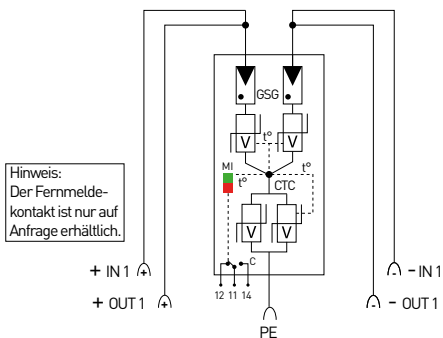 GSG
V
V
t°
t°
MI
t°
CTC
Hinweis:
Der Fernmelde-
kontakt ist nur auf
Anfrage erhältlich.
V
V
C
+ IN 1
+
-
- IN 1
12 11 14
+ OUT 1
+
-
- OUT 1
PE